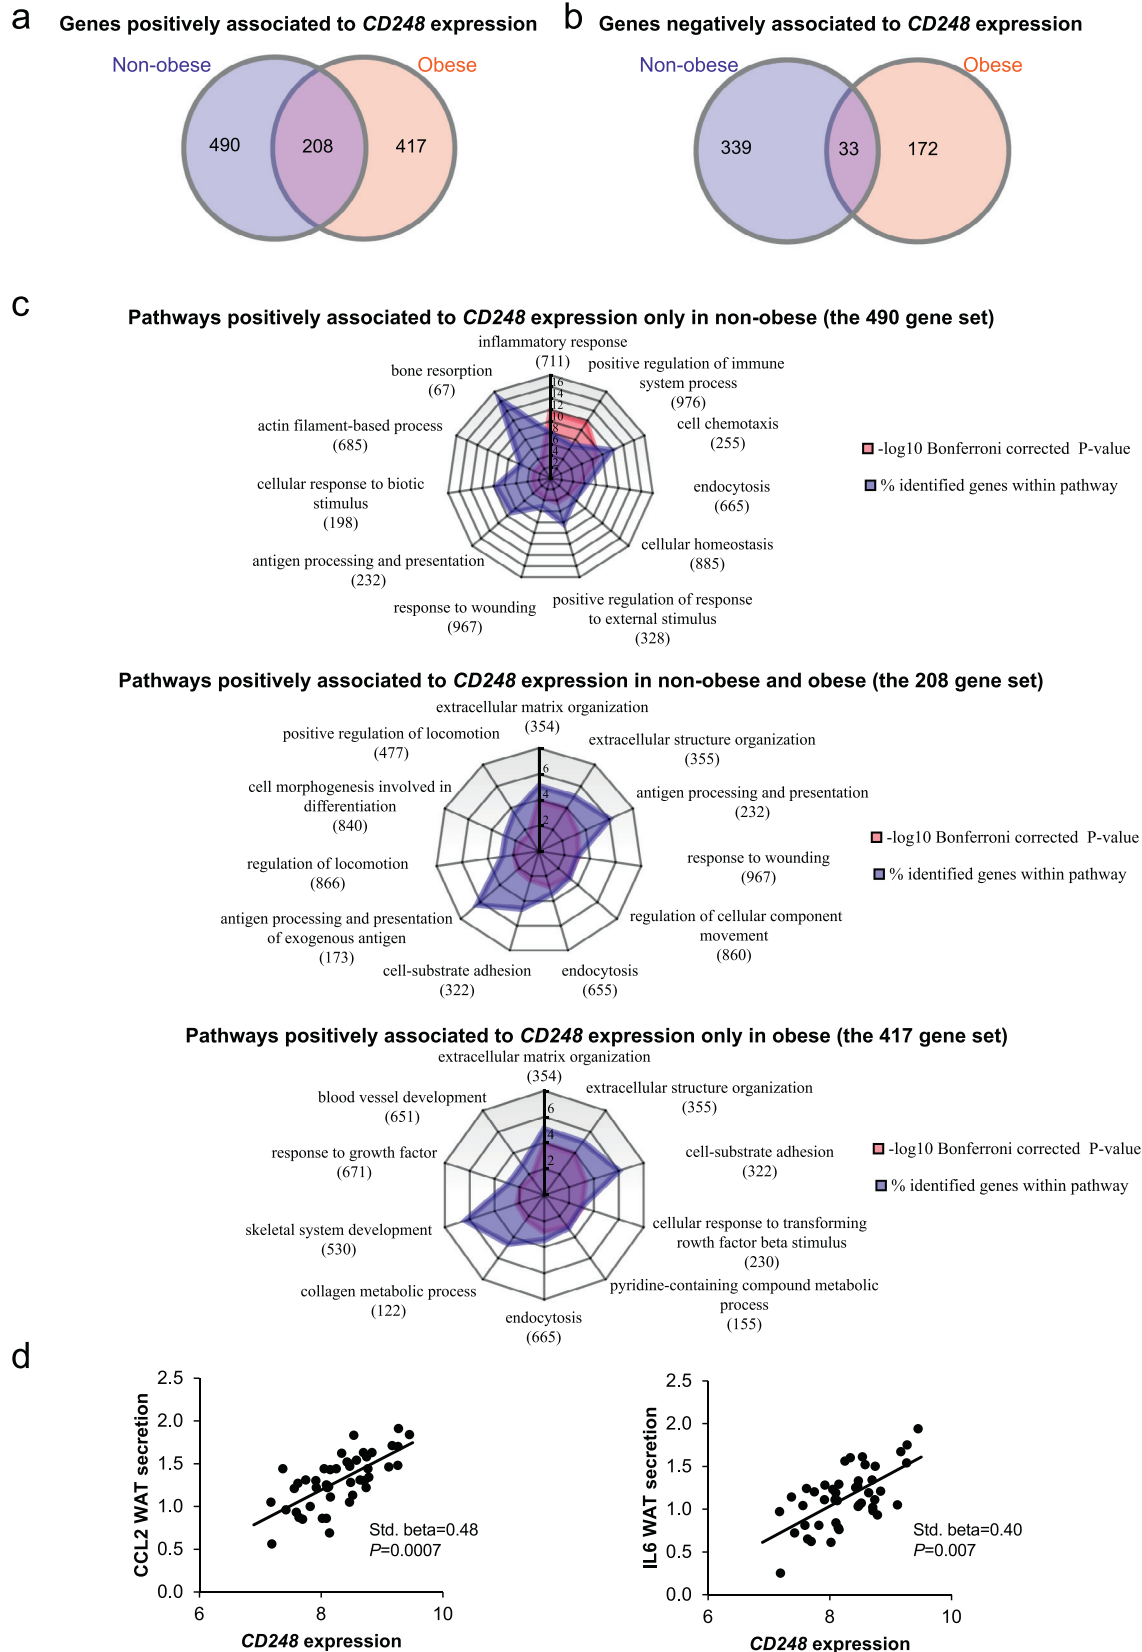 a
Genes positively associated to CD248 expression
Non-obese
Obese
490
208
417
b
Genes negatively associated to CD248 expression
Non-obese
Obese
339
33
172
c
Pathways positively associated to CD248 expression only in non-obese (the 490 gene set)
inflammatory response
(711)
positive regulation of immune
system process
(976)
cell chemotaxis
(255)
endocytosis
(665)
cellular homeostasis
(885)
positive regulation of response
to external stimulus
(328)
response to wounding
(967)
antigen processing and presentation
(232)
cellular response to biotic
stimulus
(198)
actin filament-based process
(685)
bone resorption
(67)
16
14
12
10
-log10 Bonferroni corrected P-value
% identified genes within pathway
Pathways positively associated to CD248 expression in non-obese and obese (the 208 gene set)
extracellular matrix organization
(354)
extracellular structure organization
(355)
antigen processing and presentation
(232)
response to wounding
(967)
regulation of cellular component
movement
(860)
endocytosis
(655)
cell-substrate adhesion
(322)
antigen processing and presentation
of exogenous antigen
(173)
regulation of locomotion
(866)
cell morphogenesis involved in
differentiation
(840)
positive regulation of locomotion
(477)
6
4
2
-log10 Bonferroni corrected P-value
% identified genes within pathway
Pathways positively associated to CD248 expression only in obese (the 417 gene set)
extracellular matrix organization
(354)
extracellular structure organization
(355)
cell-substrate adhesion
(322)
cellular response to transforming
rowth factor beta stimulus
(230)
pyridine-containing compound metabolic
process
(155)
endocytosis
(665)
collagen metabolic process
(122)
skeletal system development
(530)
response to growth factor
(671)
blood vessel development
(651)
6
4
2
-log10 Bonferroni corrected P-value
% identified genes within pathway
d
CCL2 WAT secretion
2.5
2.0
1.5
1.0
0.5
0.0
6
8
10
CD248 expression
Std. beta=0.48
P=0.0007
IL6 WAT secretion
2.5
2.0
1.5
1.0
0.5
0.0
6
8
10
CD248 expression
Std. beta=0.40
P=0.007